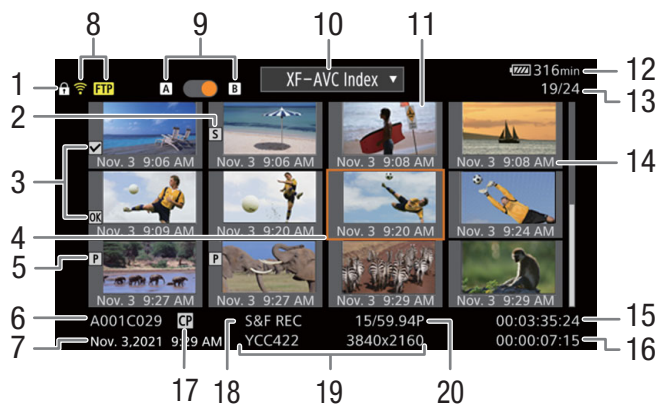 8 9 10 11
1 FTP A B XF-AVC Index ▼ 316min 12
19/24 13
2 S
Nov. 3 9:06 AM Nov. 3 9:06 AM Nov. 3 9:08 AM Nov. 3 9:08 AM 14
3
OK
Nov. 3 9:09 AM Nov. 3 9:20 AM Nov. 3 9:20 AM Nov. 3 9:24 AM
4
5 P P
Nov. 3 9:27 AM Nov. 3 9:27 AM Nov. 3 9:29 AM Nov. 3 9:29 AM
6 A001C029 CP S&F REC 15/59.94P 00:03:35:24 15
7 Nov. 3,2021 9:29 AM YCC422 3840x2160 00:00:07:15 16
17 18 19 20